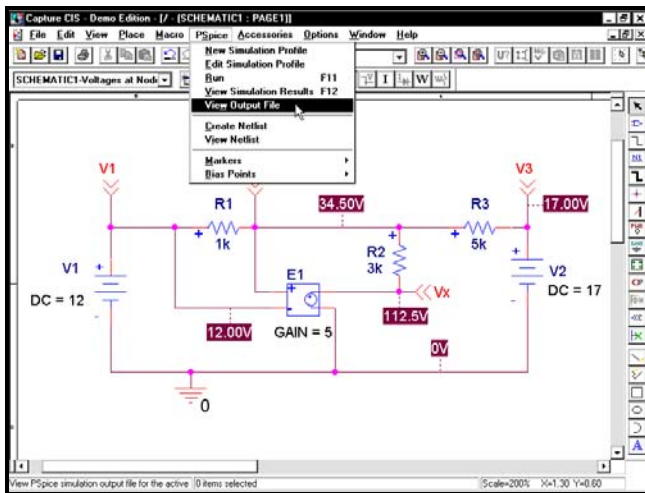 Capture CIS - Demo Edition - [/ - (SCHEMATIC1 : PAGE1)]
File Edit View Place Macro PSpice Accessories Options Window Help
New Simulation Profile
Edit Simulation Profile
Run F11
View Simulation Results F12
View Output File
Create Netlist
View Netlist
Markers
Bias Points
SCHEMATIC1-Voltages at Node
U?
V I W
V1
V3
R1
34.50V
R3
17.00V
1k
R2
5k
3k
V1
E1
V2
Vx
DC = 12
DC = 17
112.5V
12.00V
GAIN = 5
0V
0
View PSpice simulation output file for the active 0 items selected
Scale=200% X=1.30 Y=0.60